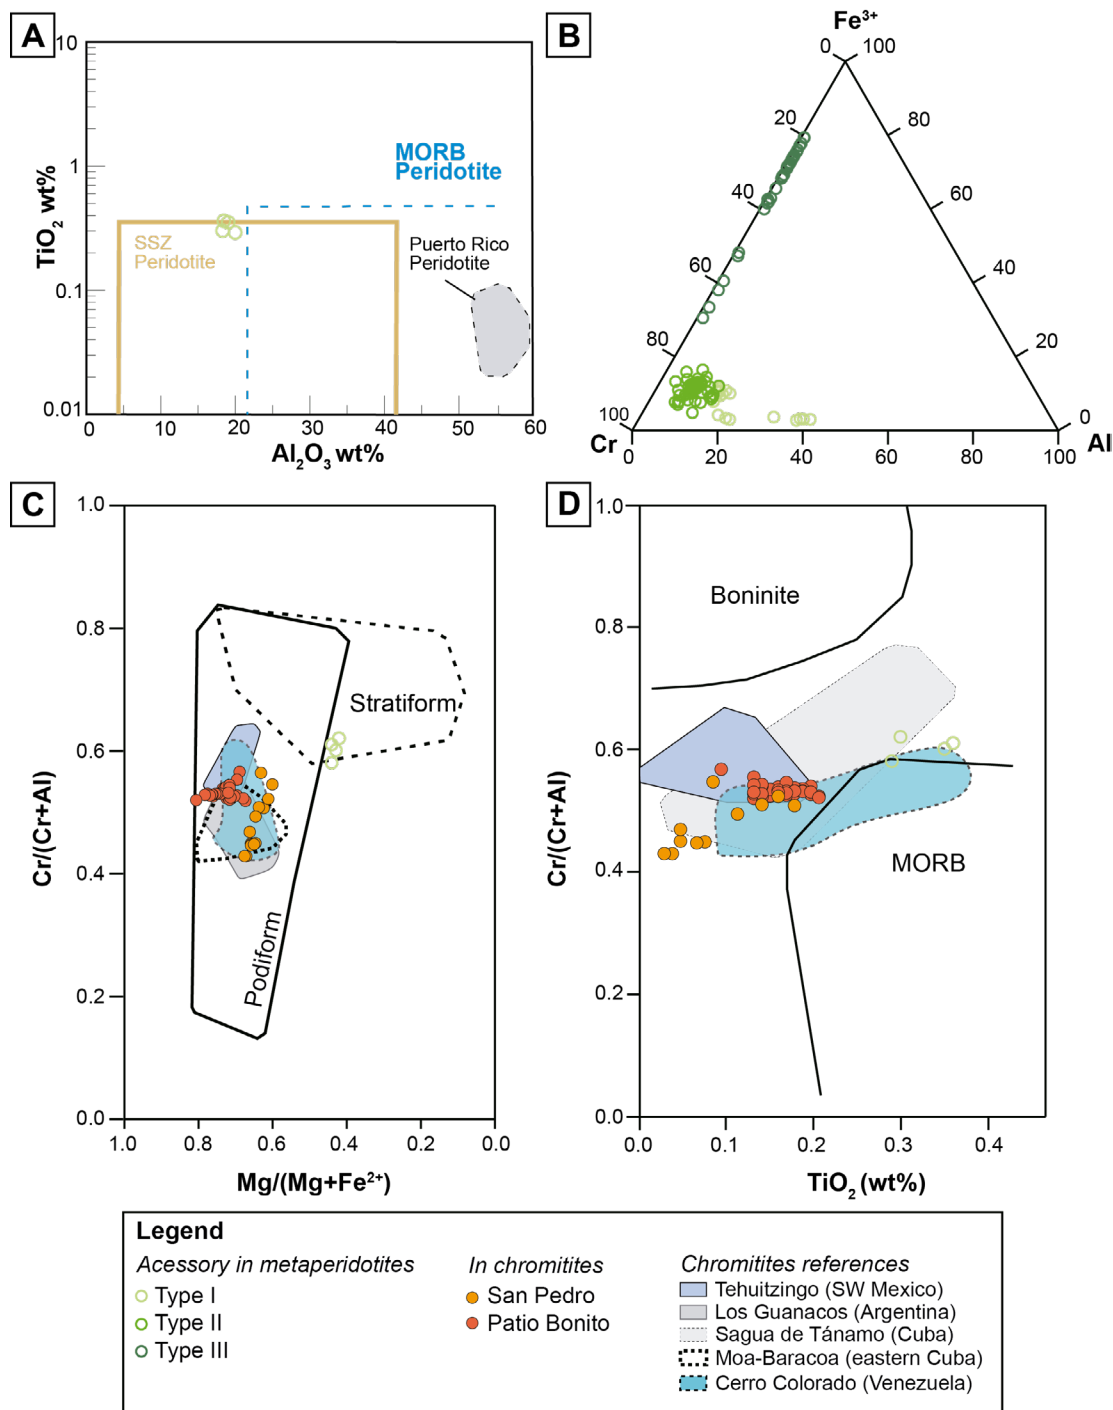 A
10
1
0.1
0.01
TiO2 wt%
MORB
Peridotite
SSZ
Peridotite
Puerto Rico
Peridotite
0 10 20 30 40 50 60
Al2O3 wt%
B
Fe3+
0 100
20 80
40 60
60 40
80 20
100 0
Cr Al
0 20 40 60 80 100
C
1.0
0.8
0.6
0.4
0.2
0.0
Cr/(Cr+Al)
Stratiform
Podiform
1.0 0.8 0.6 0.4 0.2 0.0
Mg/(Mg+Fe2+)
D
1.0
0.8
0.6
0.4
0.2
0.0
Cr/(Cr+Al)
Boninite
MORB
0.0 0.1 0.2 0.3 0.4
TiO2 (wt%)
Legend
Acessory in metaperidotites
Type I
Type II
Type III
In chromitites
San Pedro
Patio Bonito
Chromitites references
Tehuitzingo (SW Mexico)
Los Guanacos (Argentina)
Sagua de Tánamo (Cuba)
Moa-Baracoa (eastern Cuba)
Cerro Colorado (Venezuela)